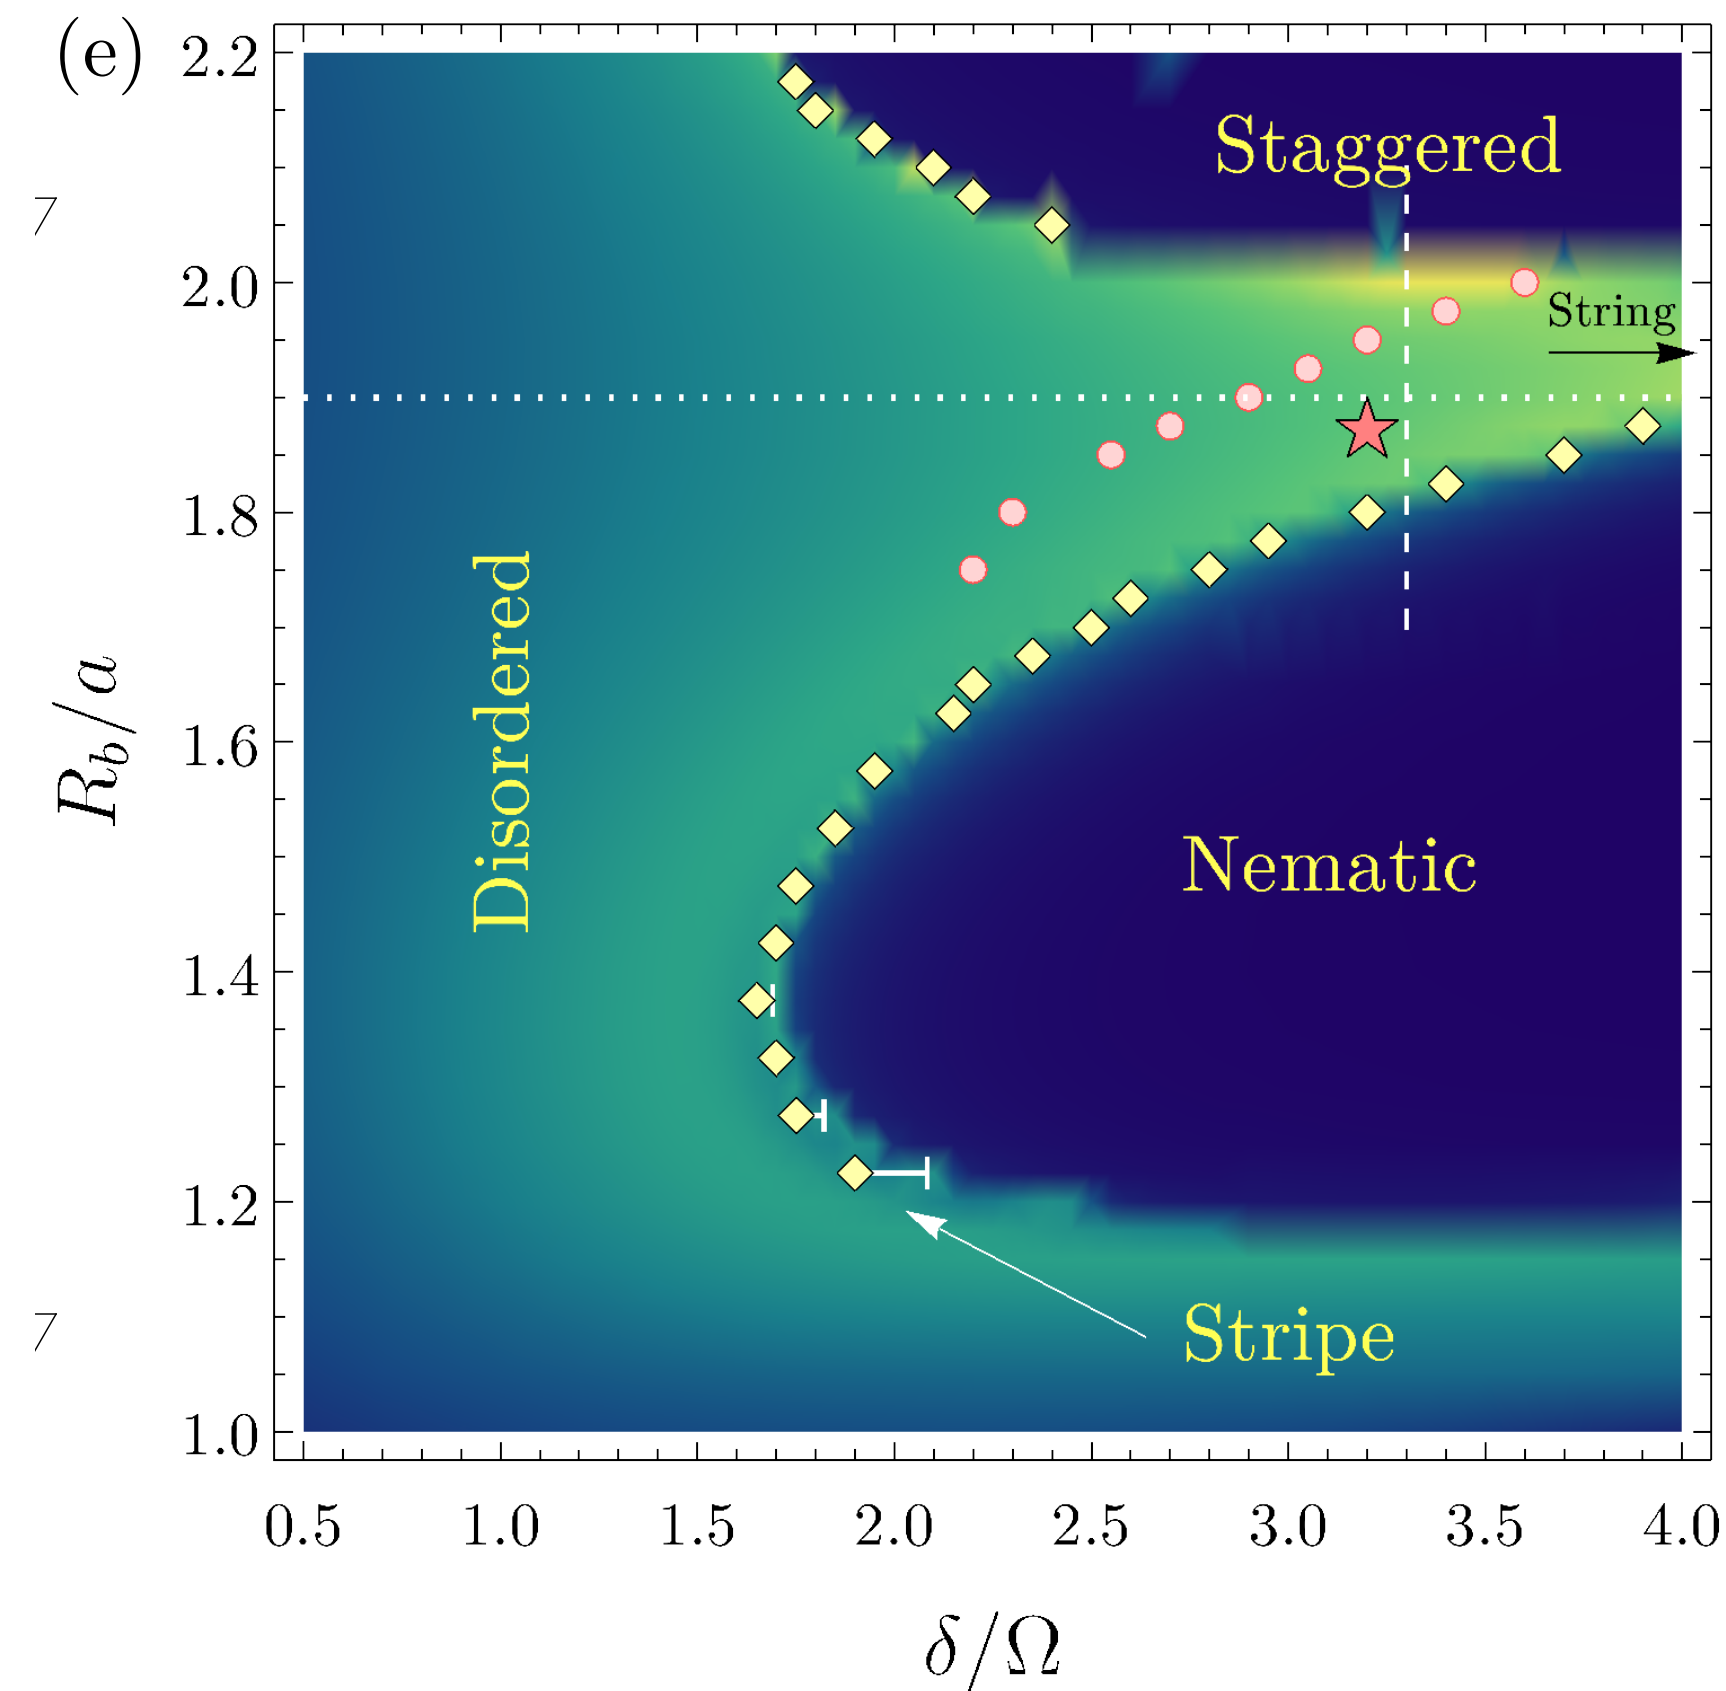 (e)
2.2
Staggered
7
2.0
String
1.8
Disordered
R_b/a
1.6
Nematic
1.4
1.2
Stripe
7
1.0
0.5 1.0 1.5 2.0 2.5 3.0 3.5 4.0
δ/Ω